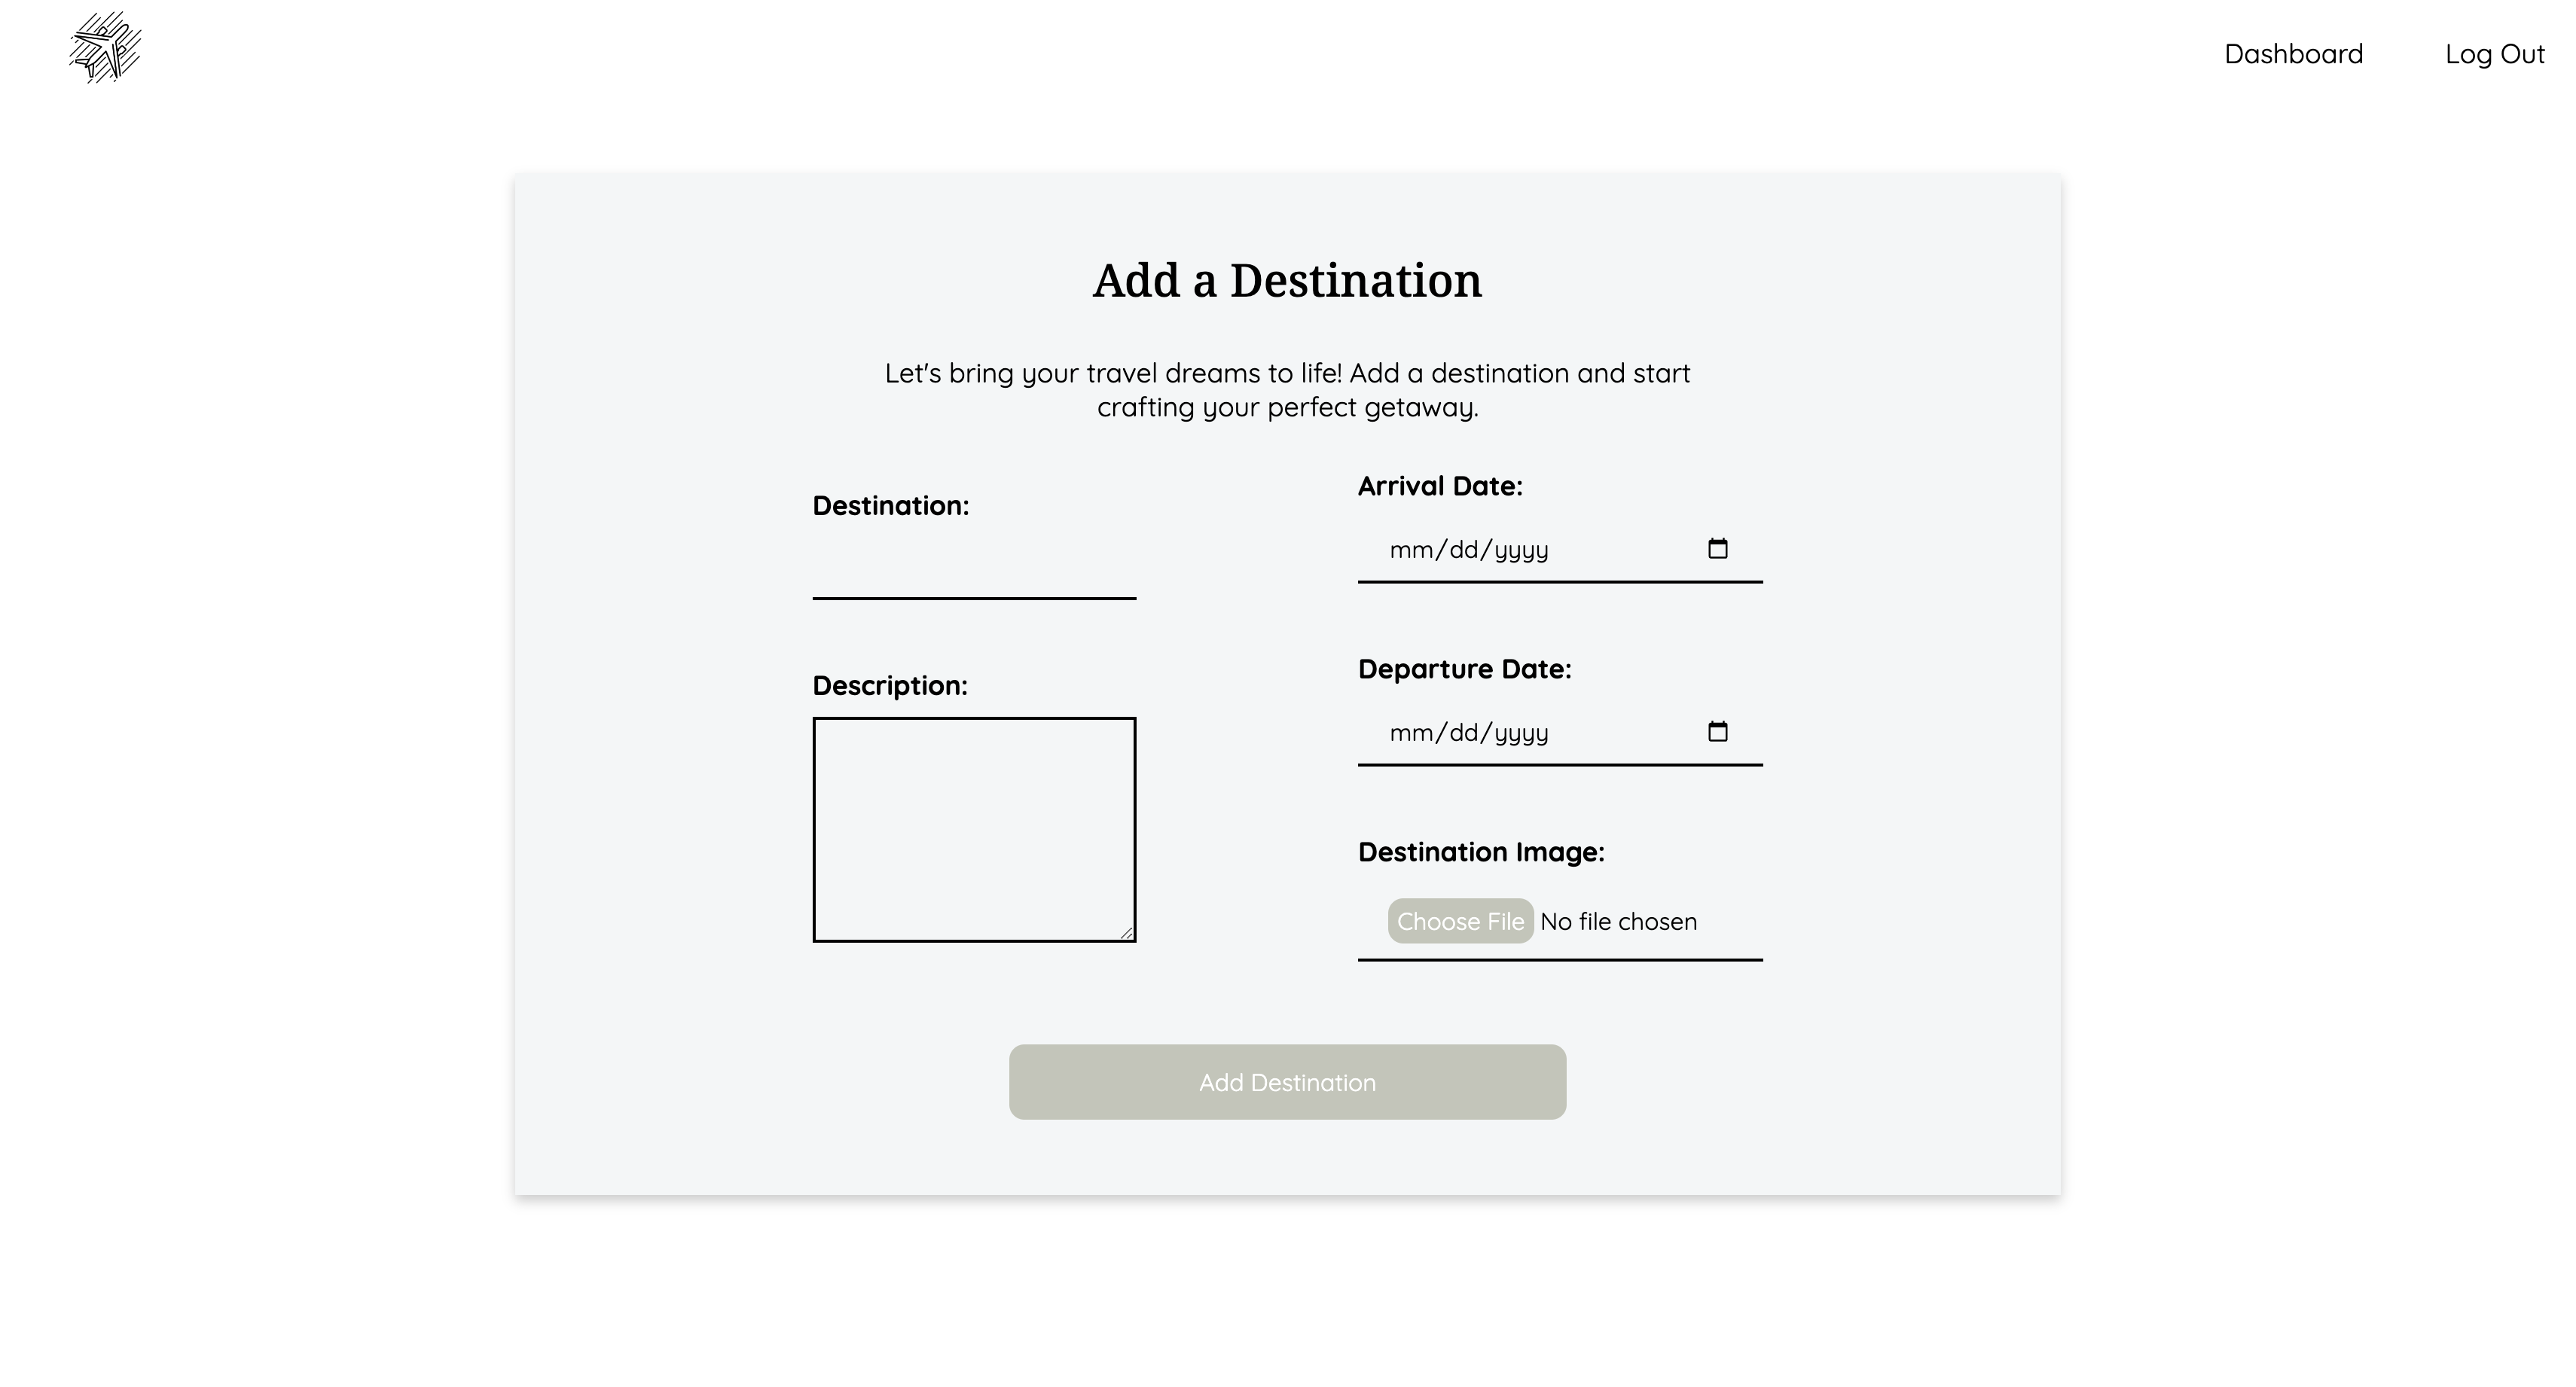 Dashboard
Log Out
Add a Destination
Let's bring your travel dreams to life! Add a destination and start
crafting your perfect getaway.
Destination:
Description:
Arrival Date:
mm/dd/yyyy
Departure Date:
mm/dd/yyyy
Destination Image:
Choose File No file chosen
Add Destination